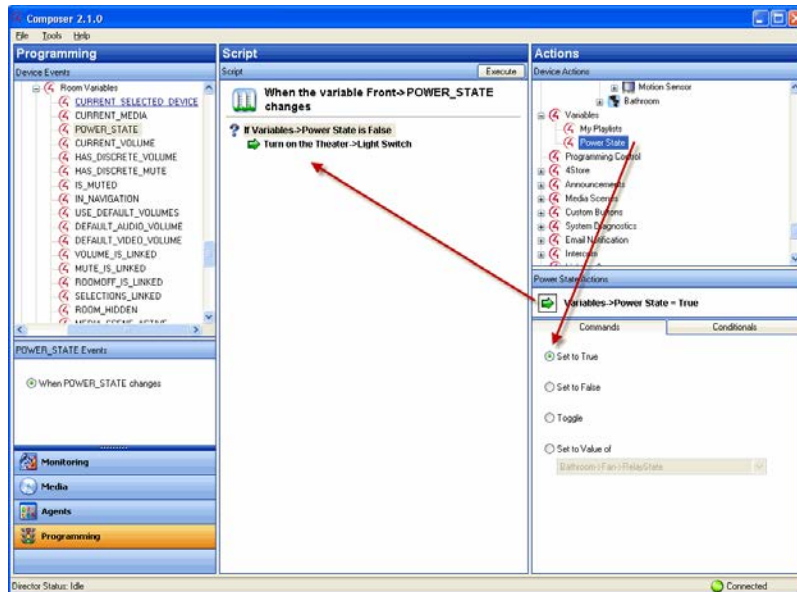 Composer 2.1.0
File Tools Help
Programming
Device Events
Room Variables
CURRENT_SELECTED_DEVICE
CURRENT_MEDIA
POWER_STATE
CURRENT_VOLUME
HAS_DISCRETE_VOLUME
HAS_DISCRETE_MUTE
IS_MUTED
IN_NAVIGATION
USE_DEFAULT_VOLUMES
DEFAULT_AUDIO_VOLUME
DEFAULT_VIDEO_VOLUME
VOLUME_IS_LINKED
MUTE_IS_LINKED
ROOMOFF_IS_LINKED
SELECTIONS_LINKED
ROOM_HIDDEN
POWER_STATE Events
When POWER_STATE changes
Monitoring
Media
Agents
Programming
Director Status: Idle
Script
Script Execute
When the variable Front->POWER_STATE
changes
? If Variables->Power State is False
Turn on the Theater->Light Switch
Actions
Device Actions
Motion Sensor
Bathroom
Variables
My Playlists
Power State
Programming Control
4Store
Announcements
Media Scenes
Custom Buttons
System Diagnostics
Email Notification
Intercom
Power State Actions
Variables->Power State = True
Commands Conditionals
Set to True
Set to False
Toggle
Set to Value of
Bathroom->Fan->RelayState
Connected